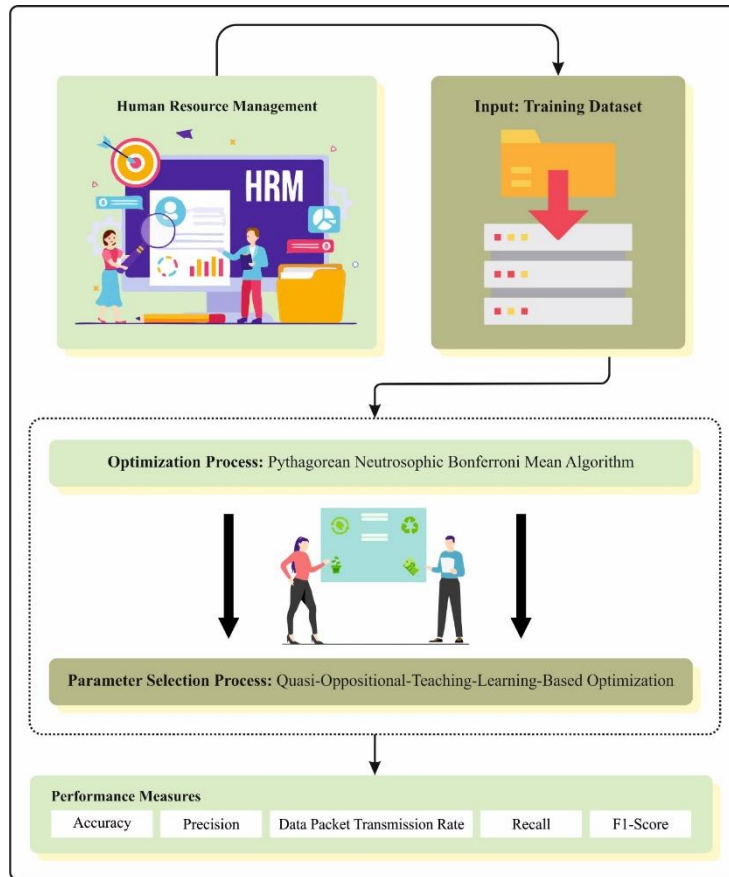 Human Resource Management
Input: Training Dataset
HRM
Optimization Process: Pythagorean Neutrosophic Bonferroni Mean Algorithm
Parameter Selection Process: Quasi-Oppositional-Teaching-Learning-Based Optimization
Performance Measures
Accuracy
Precision
Data Packet Transmission Rate
Recall
F1-Score